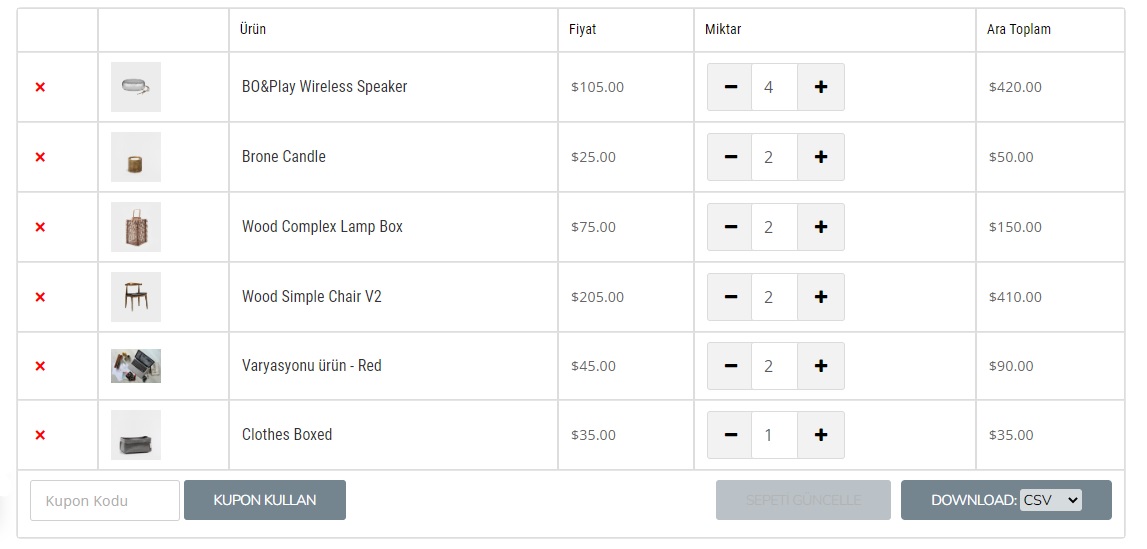 Ürün Fiyat Miktar Ara Toplam
× BO&Play Wireless Speaker $105.00 − 4 + $420.00
× Brone Candle $25.00 − 2 + $50.00
× Wood Complex Lamp Box $75.00 − 2 + $150.00
× Wood Simple Chair V2 $205.00 − 2 + $410.00
× Varyasyonu ürün - Red $45.00 − 2 + $90.00
× Clothes Boxed $35.00 − 1 + $35.00
Kupon Kodu KUPON KULLAN SEPETI GÜNCELLE DOWNLOAD: CSV